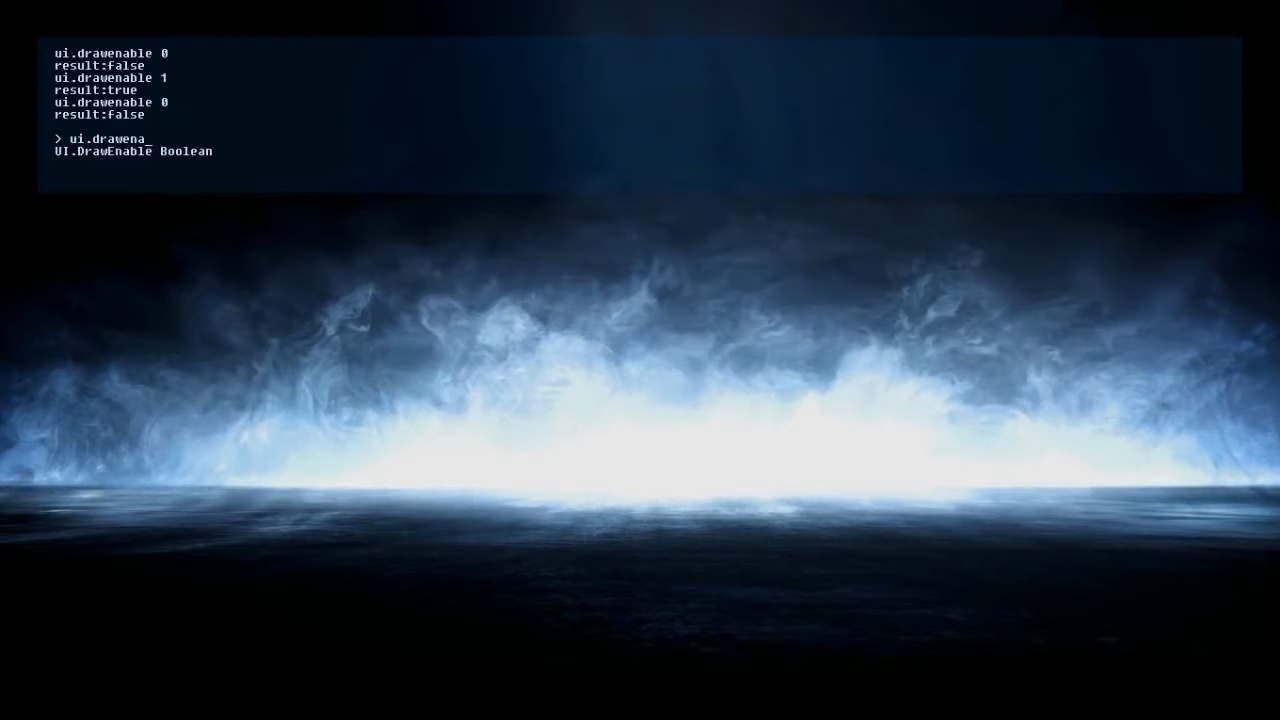 ui.drawenable 0
result:false
ui.drawenable 1
result:true
ui.drawenable 0
result:false
> ui.drawena_
UI.DrawEnable Boolean